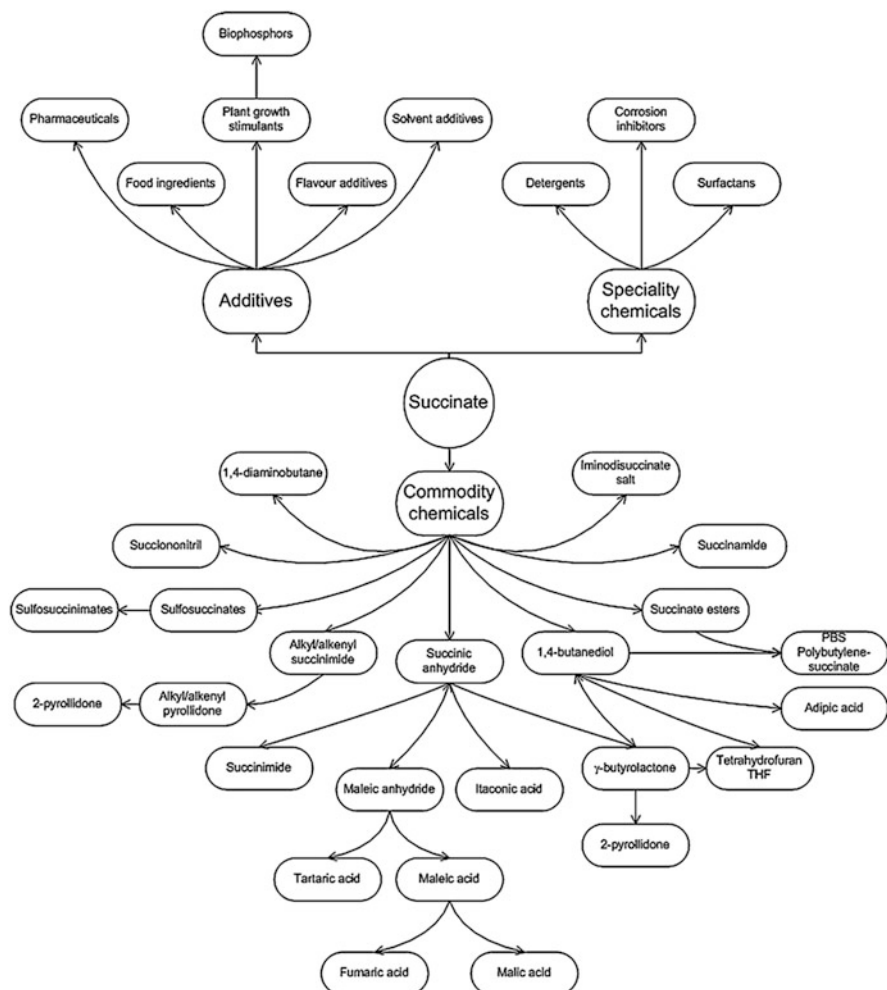 Biophosphors
Pharmaceuticals
Plant growth
stimulants
Solvent additives
Corrosion
inhibitors
Food ingredients
Flavour additives
Detergents
Surfactans
Additives
Speciality
chemicals
Succinate
1,4-diaminobutane
Commodity
chemicals
Iminodisuccinate
salt
Succiononitril
Succinamide
Sulfosuccinimates
Sulfosuccinates
Succinate esters
Alkyl/alkenyl
succinimide
Succinic
anhydride
1,4-butanediol
PBS
Polybutylene-
succinate
2-pyrollidone
Alkyl/alkenyl
pyrollidone
Adipic acid
Succinimide
Maleic anhydride
Itaconic acid
γ-butyrolactone
Tetrahydrofuran
THF
2-pyrollidone
Tartaric acid
Maleic acid
Fumaric acid
Malic acid